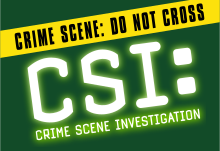 CRIME SCENE: DO NOT CROSS
CSI:
CRIME SCENE INVESTIGATION